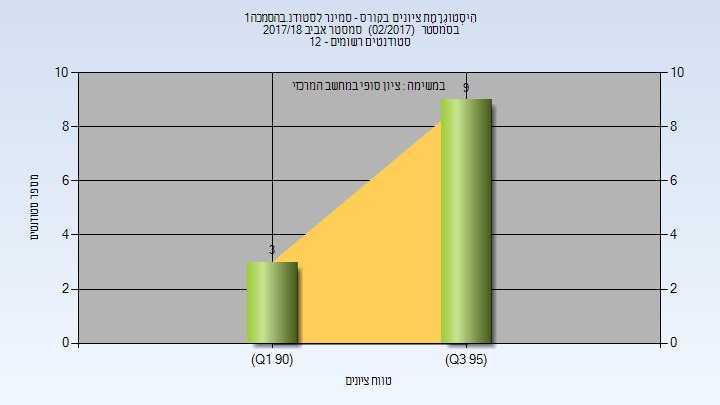 היסטוגרמת ציונים בקורס - סמינר לסטודנ.בהסמכה1
בסמסטר (02/2017) סמסטר אביב 2017/18
סטודנטים רשומים - 12
במשימה : ציון סופי במחשב המרכזי
10 10
9
8 8
6 6
4 4
3
2 2
0 0
מספר סטודנטים
(Q1 90) (Q3 95)
טווח ציונים